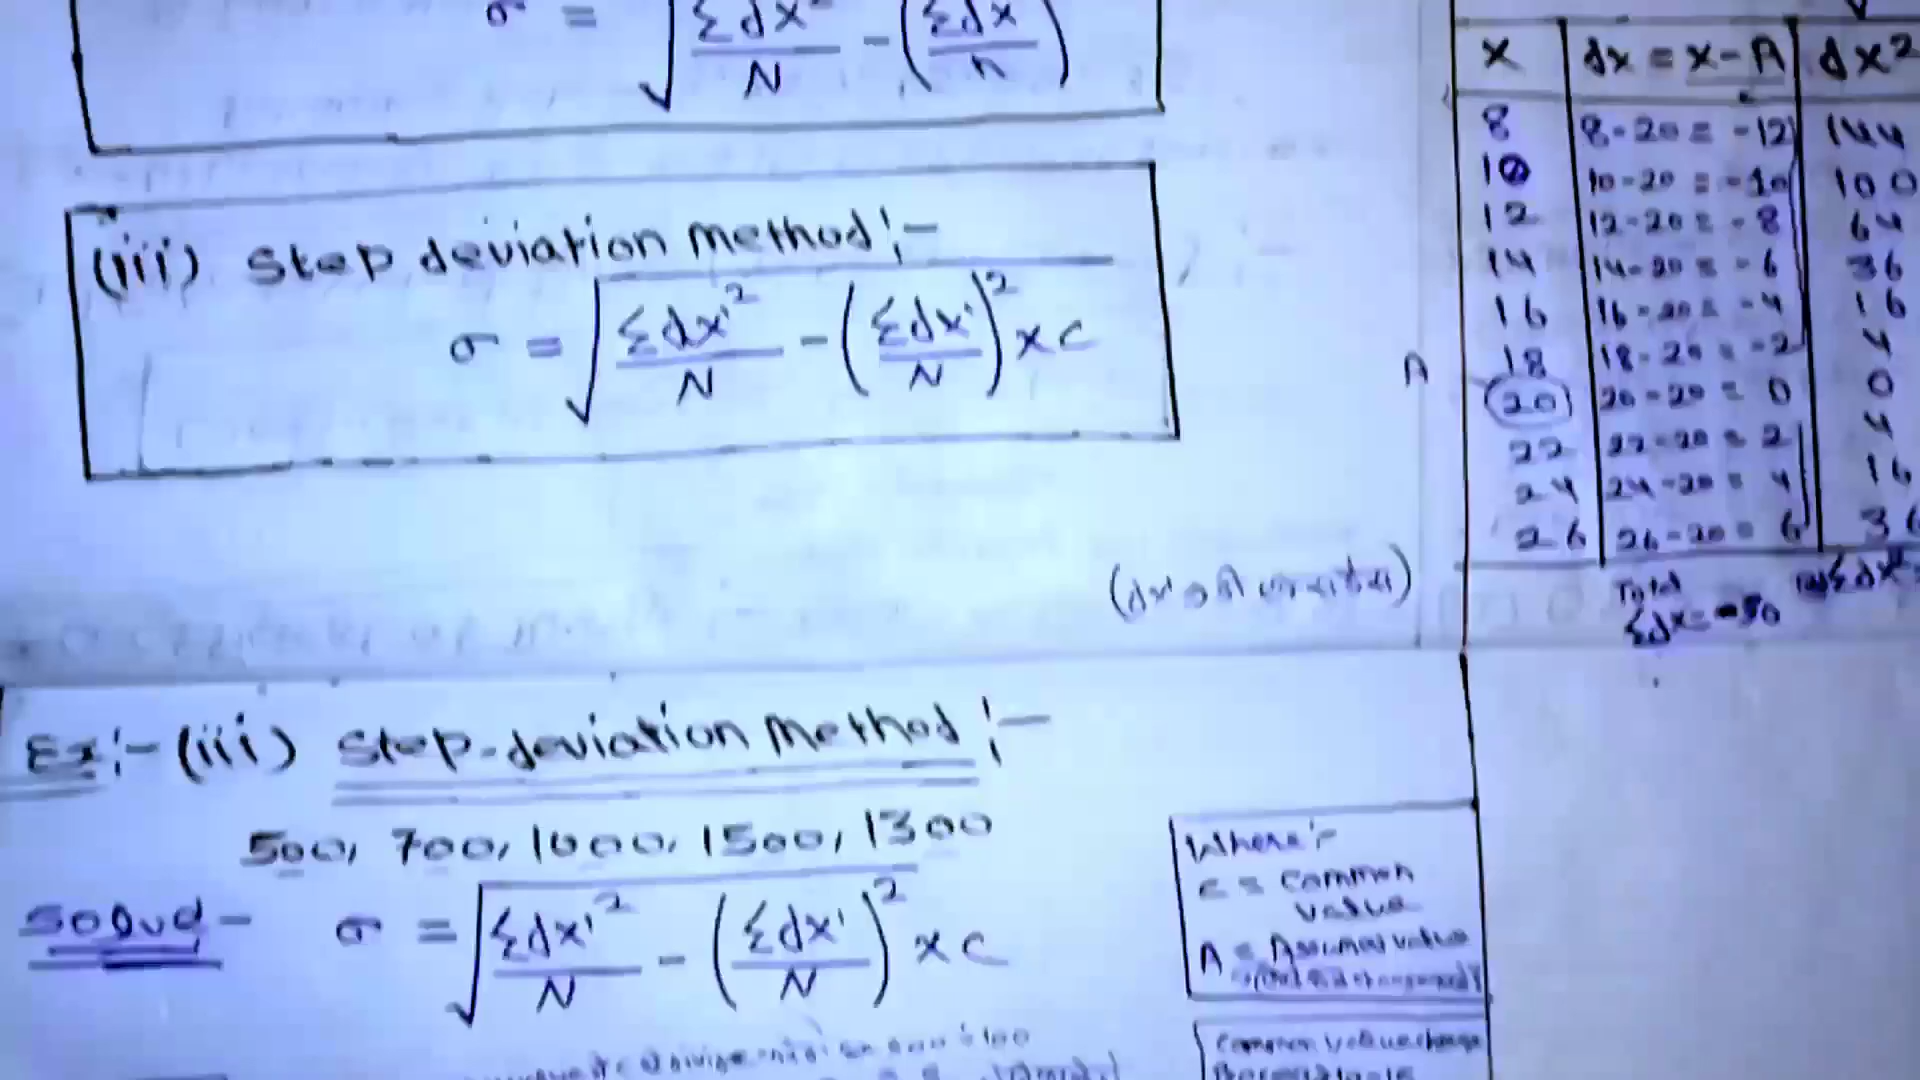 σ = √ Σdx² / N - (Σdx / n)
(iii) Step deviation method:-
σ = √ Σdx'² / N - (Σdx' / N)² x c
Ex:- (iii) Step-deviation Method:-
500, 700, 1000, 1500, 1300
σ = √ Σdx'² / N - (Σdx' / N)² x c
Where:-
c = common
value
A = Assumed value
Common value
x | dx = x-A | dx²
8 | 8-20 = -12 | 144
10 | 10-20 = -10 | 100
12 | 12-20 = -8 | 64
14 | 14-20 = -6 | 36
16 | 16-20 = -4 | 16
18 | 18-20 = -2 | 4
A (20) | 20-20 = 0 | 0
22 | 22-20 = 2 | 4
24 | 24-20 = 4 | 16
26 | 26-20 = 6 | 36
Total
Σdx = -50